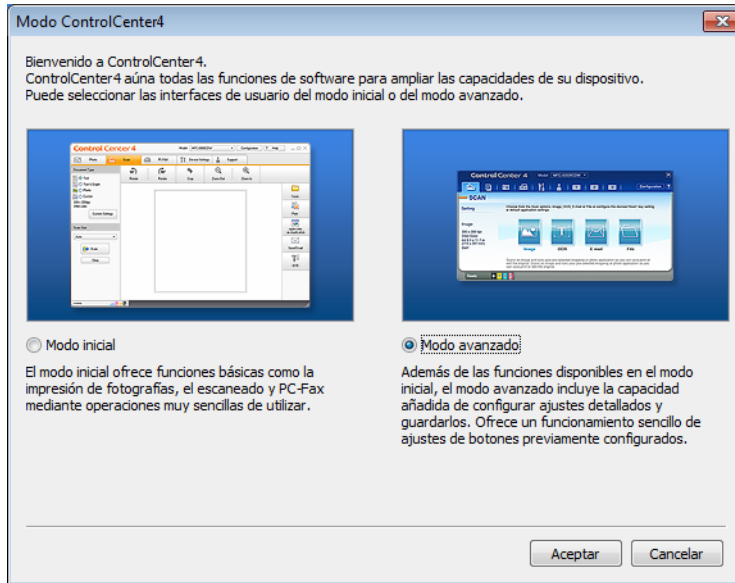 Modo ControlCenter4
Bienvenido a ControlCenter4.
ControlCenter4 aúna todas las funciones de software para ampliar las capacidades de su dispositivo.
Puede seleccionar las interfaces de usuario del modo inicial o del modo avanzado.
Control Center 4
Control Center 4
SCAN
Image
OCR
E-mail
File
Modo inicial
El modo inicial ofrece funciones básicas como la
impresión de fotografías, el escaneado y PC-Fax
mediante operaciones muy sencillas de utilizar.
Modo avanzado
Además de las funciones disponibles en el modo
inicial, el modo avanzado incluye la capacidad
añadida de configurar ajustes detallados y
guardarlos. Ofrece un funcionamiento sencillo de
ajustes de botones previamente configurados.
Aceptar
Cancelar